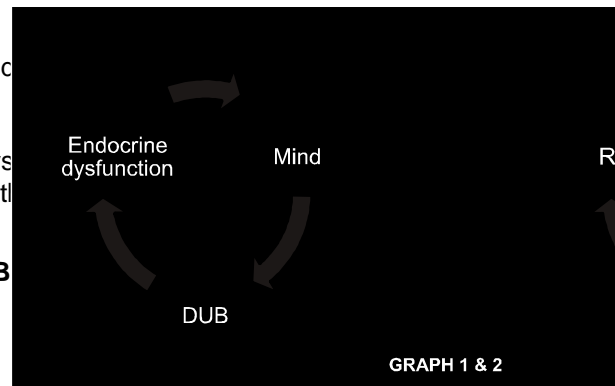 Endocrine
dysfunction
Mind
DUB
GRAPH 1 & 2